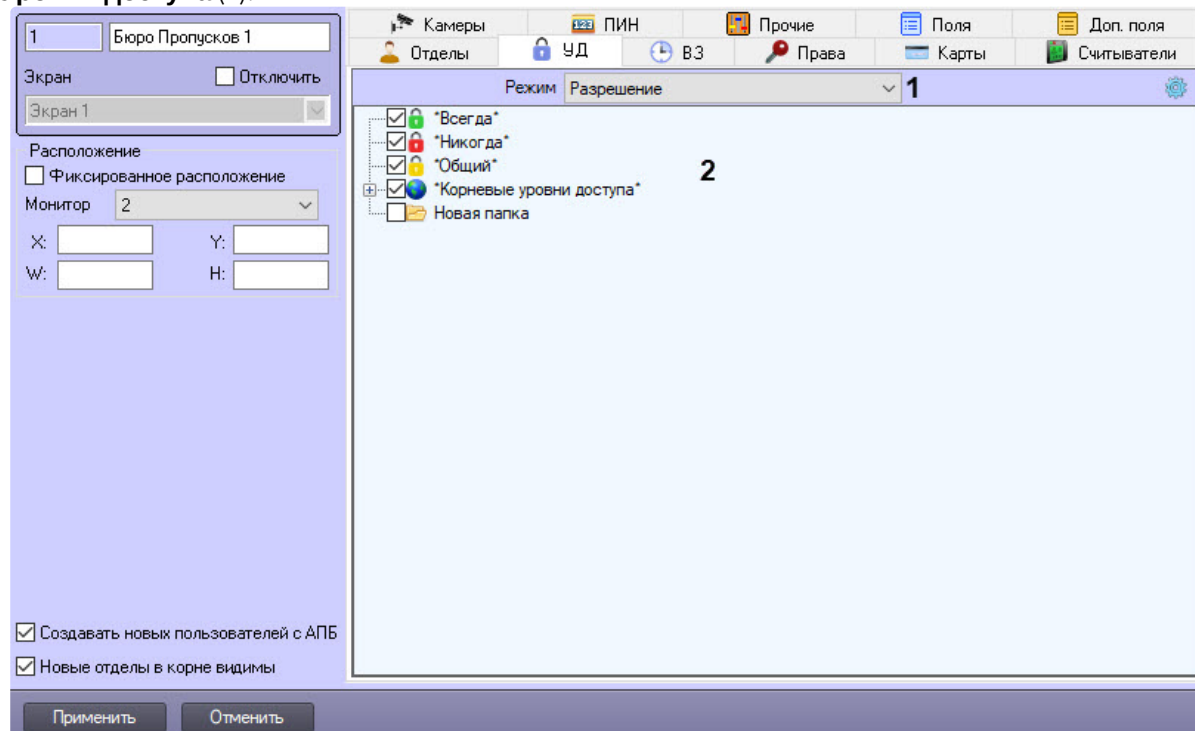 1 Бюро Пропусков 1
Экран Отключить
Экран 1
Расположение
Фиксированное расположение
Монитор 2
X: Y:
W: H:
Создавать новых пользователей с АПБ
Новые отделы в корне видимы
Камеры ПИН Прочие Поля Доп. поля
Отделы УД ВЗ Права Карты Считыватели
Режим Разрешение 1
*Всегда*
*Никогда*
*Общий* 2
*Корневые уровни доступа*
Новая папка
Применить Отменить